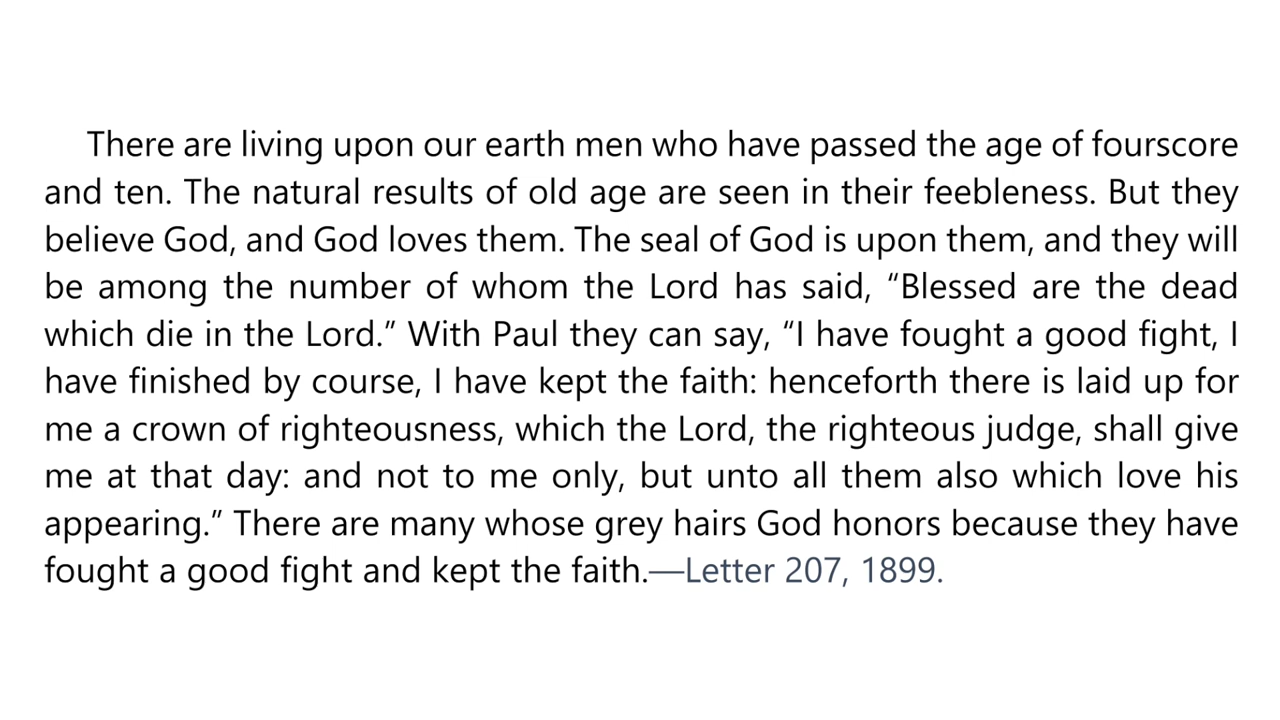 There are living upon our earth men who have passed the age of fourscore
and ten. The natural results of old age are seen in their feebleness. But they
believe God, and God loves them. The seal of God is upon them, and they will
be among the number of whom the Lord has said, “Blessed are the dead
which die in the Lord.” With Paul they can say, “I have fought a good fight, I
have finished by course, I have kept the faith: henceforth there is laid up for
me a crown of righteousness, which the Lord, the righteous judge, shall give
me at that day: and not to me only, but unto all them also which love his
appearing.” There are many whose grey hairs God honors because they have
fought a good fight and kept the faith.—Letter 207, 1899.